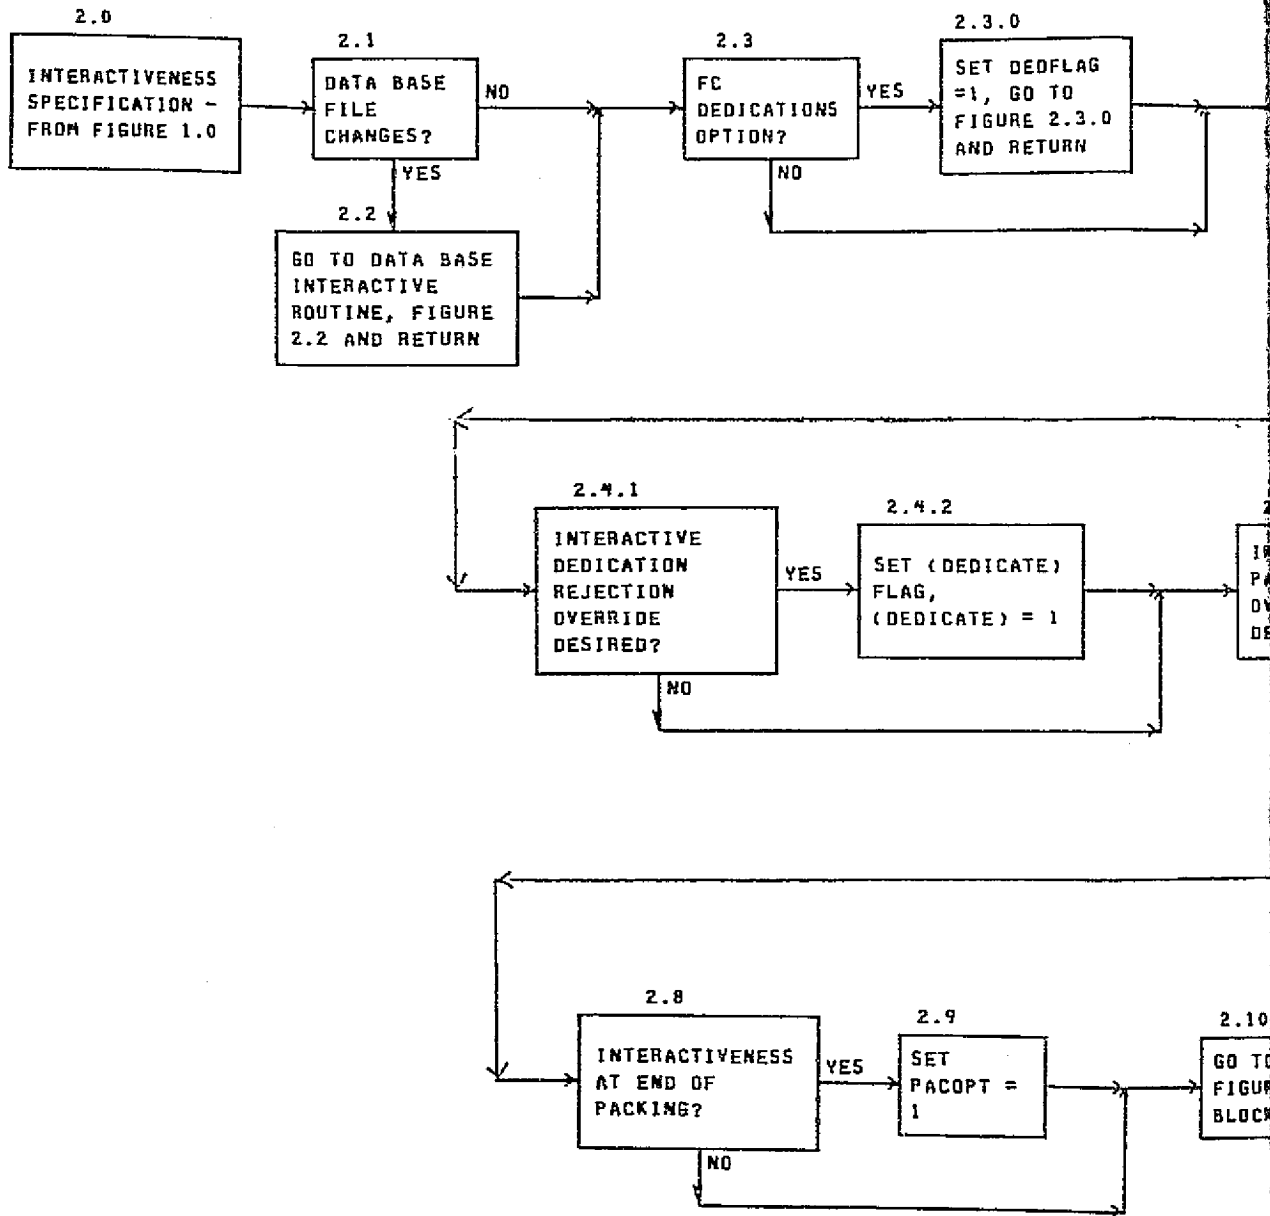 2.0
INTERACTIVENESS
SPECIFICATION -
FROM FIGURE 1.0
2.1
DATA BASE
FILE
CHANGES?
NO
YES
2.2
GO TO DATA BASE
INTERACTIVE
ROUTINE, FIGURE
2.2 AND RETURN
2.3
FC
DEDICATIONS
OPTION?
YES
NO
2.3.0
SET DEDFLAG
=1, GO TO
FIGURE 2.3.0
AND RETURN
2.4.1
INTERACTIVE
DEDICATION
REJECTION
OVERRIDE
DESIRED?
YES
NO
2.4.2
SET (DEDICATE)
FLAG,
(DEDICATE) = 1
2.8
INTERACTIVENESS
AT END OF
PACKING?
YES
NO
2.9
SET
PACOPT =
1
2.10
GO TO